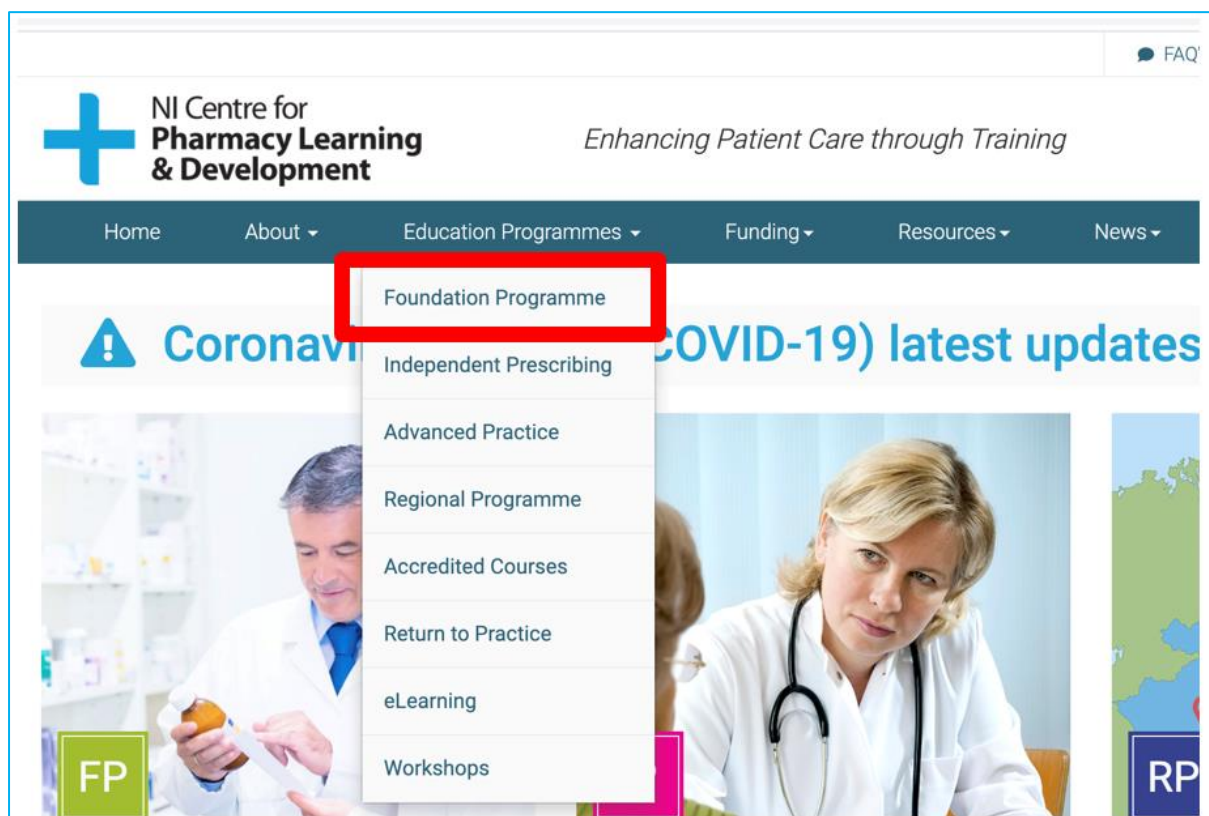 FAQ'
NI Centre for
Pharmacy Learning
& Development
Enhancing Patient Care through Training
Home About Education Programmes Funding Resources News
Foundation Programme
Coronavi OVID-19) latest updates
Independent Prescribing
Advanced Practice
Regional Programme
Accredited Courses
Return to Practice
eLearning
Workshops
FP
RP